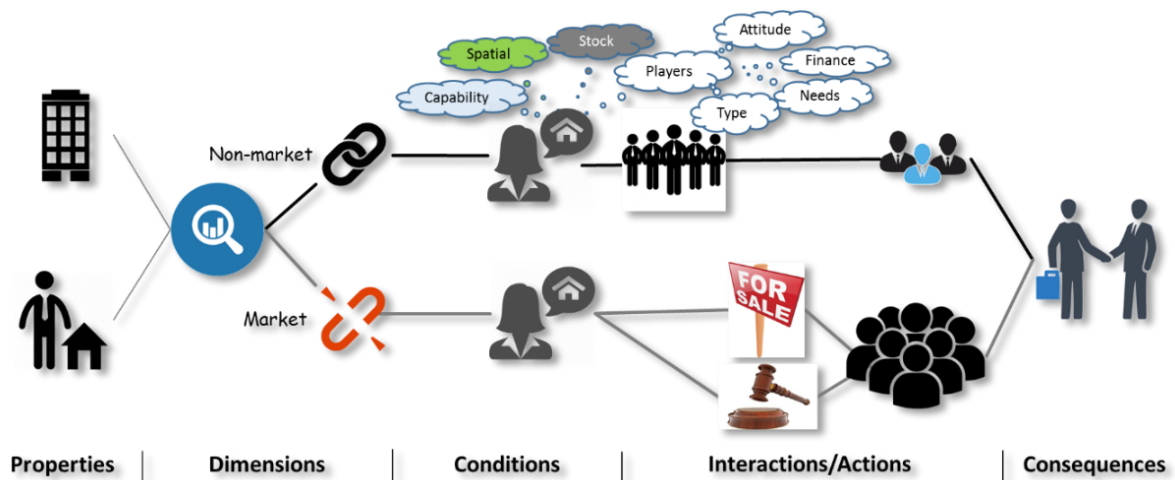 Attitude
Stock
Spatial
Finance
Players
Capability
Needs
Type
Non-market
FOR
SALE
Market
Properties | Dimensions | Conditions | Interactions/Actions | Consequences